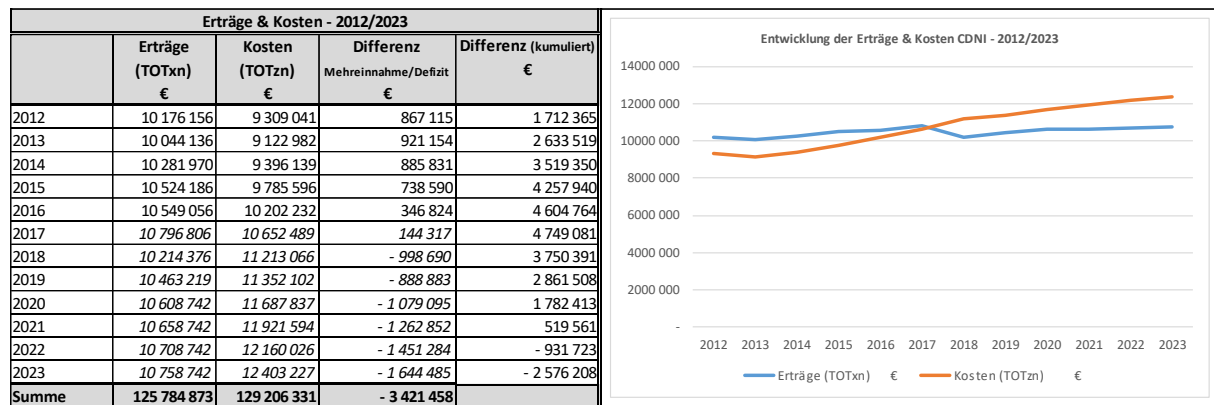 Erträge & Kosten - 2012/2023
Erträge Kosten Differenz Differenz (kumuliert)
(TOTxn) (TOTzn) Mehreinnahme/Defizit €
€ € €
2012 10 176 156 9 309 041 867 115 1 712 365
2013 10 044 136 9 122 982 921 154 2 633 519
2014 10 281 970 9 396 139 885 831 3 519 350
2015 10 524 186 9 785 596 738 590 4 257 940
2016 10 549 056 10 202 232 346 824 4 604 764
2017 10 796 806 10 652 489 144 317 4 749 081
2018 10 214 376 11 213 066 - 998 690 3 750 391
2019 10 463 219 11 352 102 - 888 883 2 861 508
2020 10 608 742 11 687 837 - 1 079 095 1 782 413
2021 10 658 742 11 921 594 - 1 262 852 519 561
2022 10 708 742 12 160 026 - 1 451 284 - 931 723
2023 10 758 742 12 403 227 - 1 644 485 - 2 576 208
Summe 125 784 873 129 206 331 - 3 421 458
Entwicklung der Erträge & Kosten CDNI - 2012/2023
14000 000
12000 000
10000 000
8000 000
6000 000
4000 000
2000 000
-
2012 2013 2014 2015 2016 2017 2018 2019 2020 2021 2022 2023
Erträge (TOTxn) € Kosten (TOTzn) €